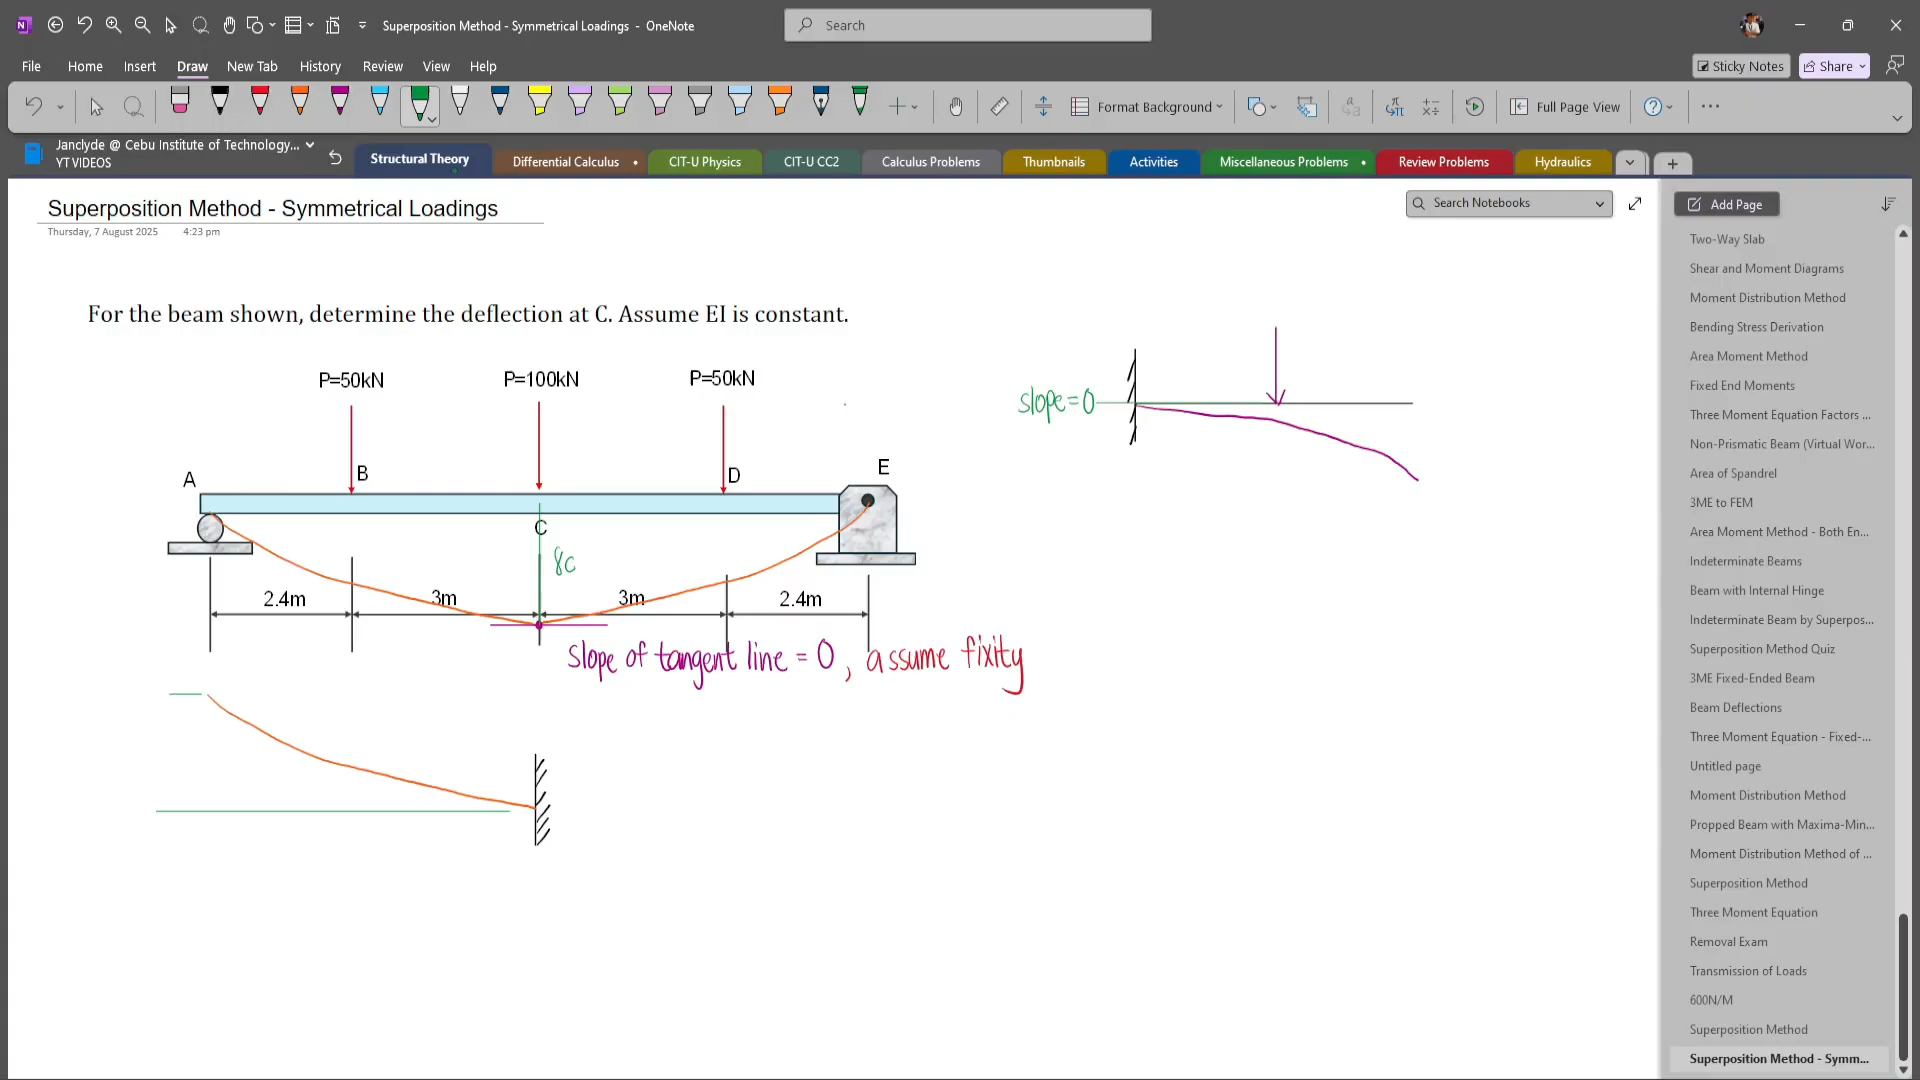 Superposition Method - Symmetrical Loadings - OneNote
Search
File Home Insert Draw New Tab History Review View Help
Sticky Notes Share
Format Background Full Page View
Janclyde @ Cebu Institute of Technology...
YT VIDEOS
Structural Theory Differential Calculus CIT-U Physics CIT-U CC2 Calculus Problems Thumbnails Activities Miscellaneous Problems Review Problems Hydraulics
Superposition Method - Symmetrical Loadings
Thursday, 7 August 2025 4:23 pm
Search Notebooks
For the beam shown, determine the deflection at C. Assume EI is constant.
P=50kN P=100kN P=50kN
A B C D E
δc
2.4m 3m 3m 2.4m
slope of tangent line = 0, assume fixity
slope=0
Add Page
Two-Way Slab
Shear and Moment Diagrams
Moment Distribution Method
Bending Stress Derivation
Area Moment Method
Fixed End Moments
Three Moment Equation Factors ...
Non-Prismatic Beam (Virtual Wor...
Area of Spandrel
3ME to FEM
Area Moment Method - Both En...
Indeterminate Beams
Beam with Internal Hinge
Indeterminate Beam by Superpos...
Superposition Method Quiz
3ME Fixed-Ended Beam
Beam Deflections
Three Moment Equation - Fixed-...
Untitled page
Moment Distribution Method
Propped Beam with Maxima-Min...
Moment Distribution Method of ...
Superposition Method
Three Moment Equation
Removal Exam
Transmission of Loads
600N/M
Superposition Method
Superposition Method - Symm...